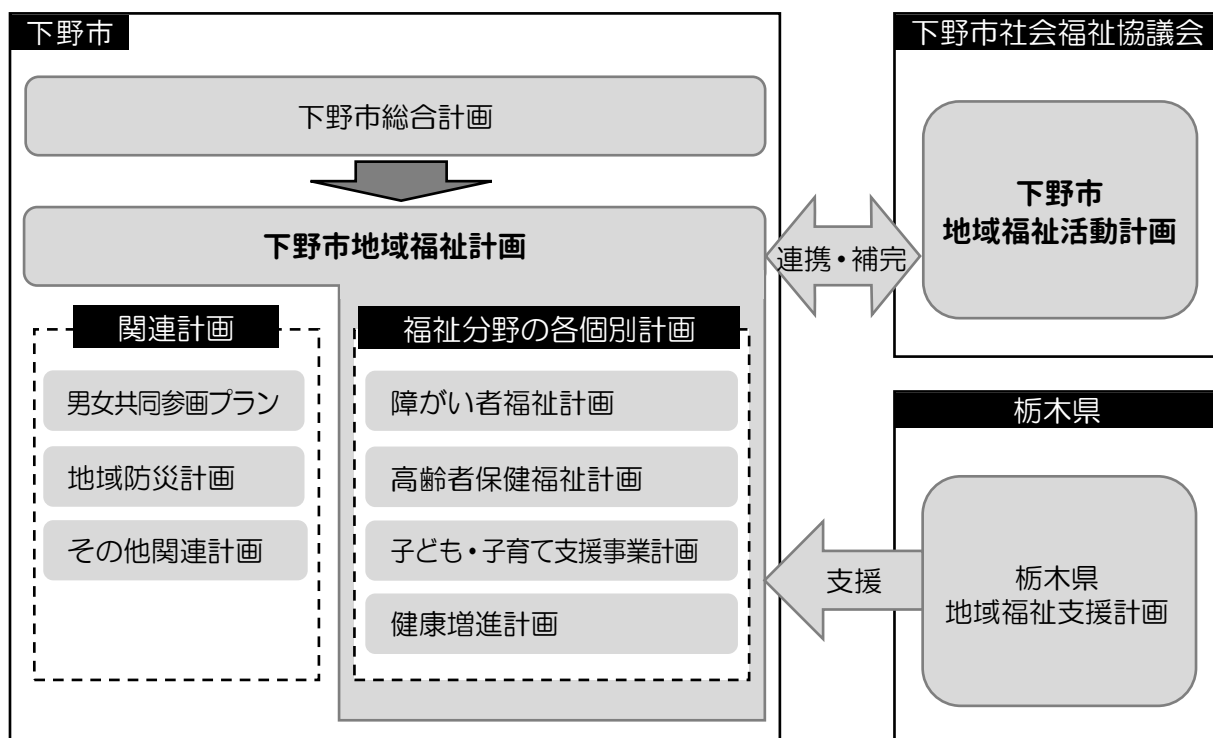 下野市
下野市総合計画
下野市地域福祉計画
関連計画
男女共同参画プラン
地域防災計画
その他関連計画
福祉分野の各個別計画
障がい者福祉計画
高齢者保健福祉計画
子ども・子育て支援事業計画
健康増進計画
連携・補完
下野市社会福祉協議会
下野市
地域福祉活動計画
支援
栃木県
栃木県
地域福祉支援計画